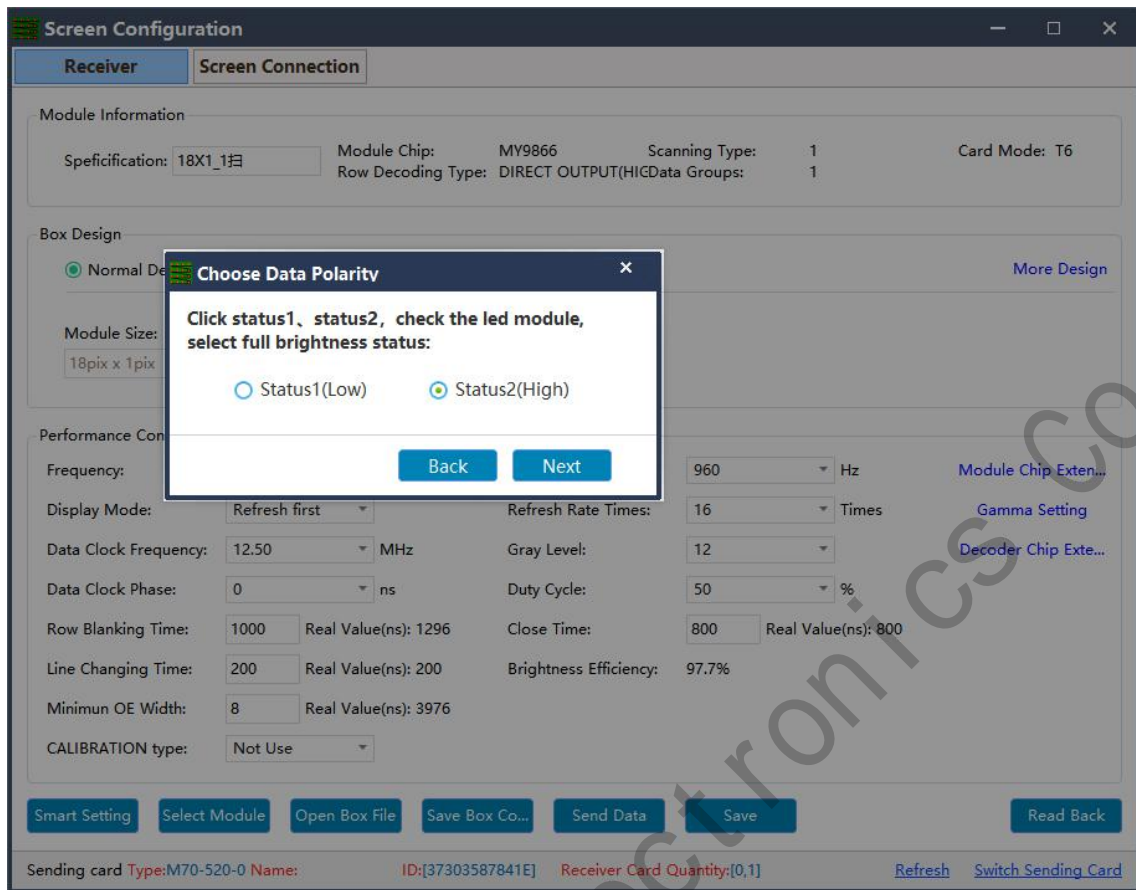 Screen Configuration
Receiver Screen Connection
Module Information
Speficification: 18X1_1扫 Module Chip: MY9866 Scanning Type: 1 Card Mode: T6
Row Decoding Type: DIRECT OUTPUT(HIG Data Groups: 1
Box Design
Normal De More Design
Choose Data Polarity
Click status1、status2，check the led module,
select full brightness status:
Status1(Low) Status2(High)
Back Next
Module Size:
18pix x 1pix
Performance Con
Frequency: 960 Hz Module Chip Exten...
Display Mode: Refresh first Refresh Rate Times: 16 Times Gamma Setting
Data Clock Frequency: 12.50 MHz Gray Level: 12 Decoder Chip Exte...
Data Clock Phase: 0 ns Duty Cycle: 50 %
Row Blanking Time: 1000 Real Value(ns): 1296 Close Time: 800 Real Value(ns): 800
Line Changing Time: 200 Real Value(ns): 200 Brightness Efficiency: 97.7%
Minimun OE Width: 8 Real Value(ns): 3976
CALIBRATION type: Not Use
Smart Setting Select Module Open Box File Save Box Co... Send Data Save Read Back
Sending card Type:M70-520-0 Name: ID:[37303587841E] Receiver Card Quantity:[0,1] Refresh Switch Sending Card
ctronics Co